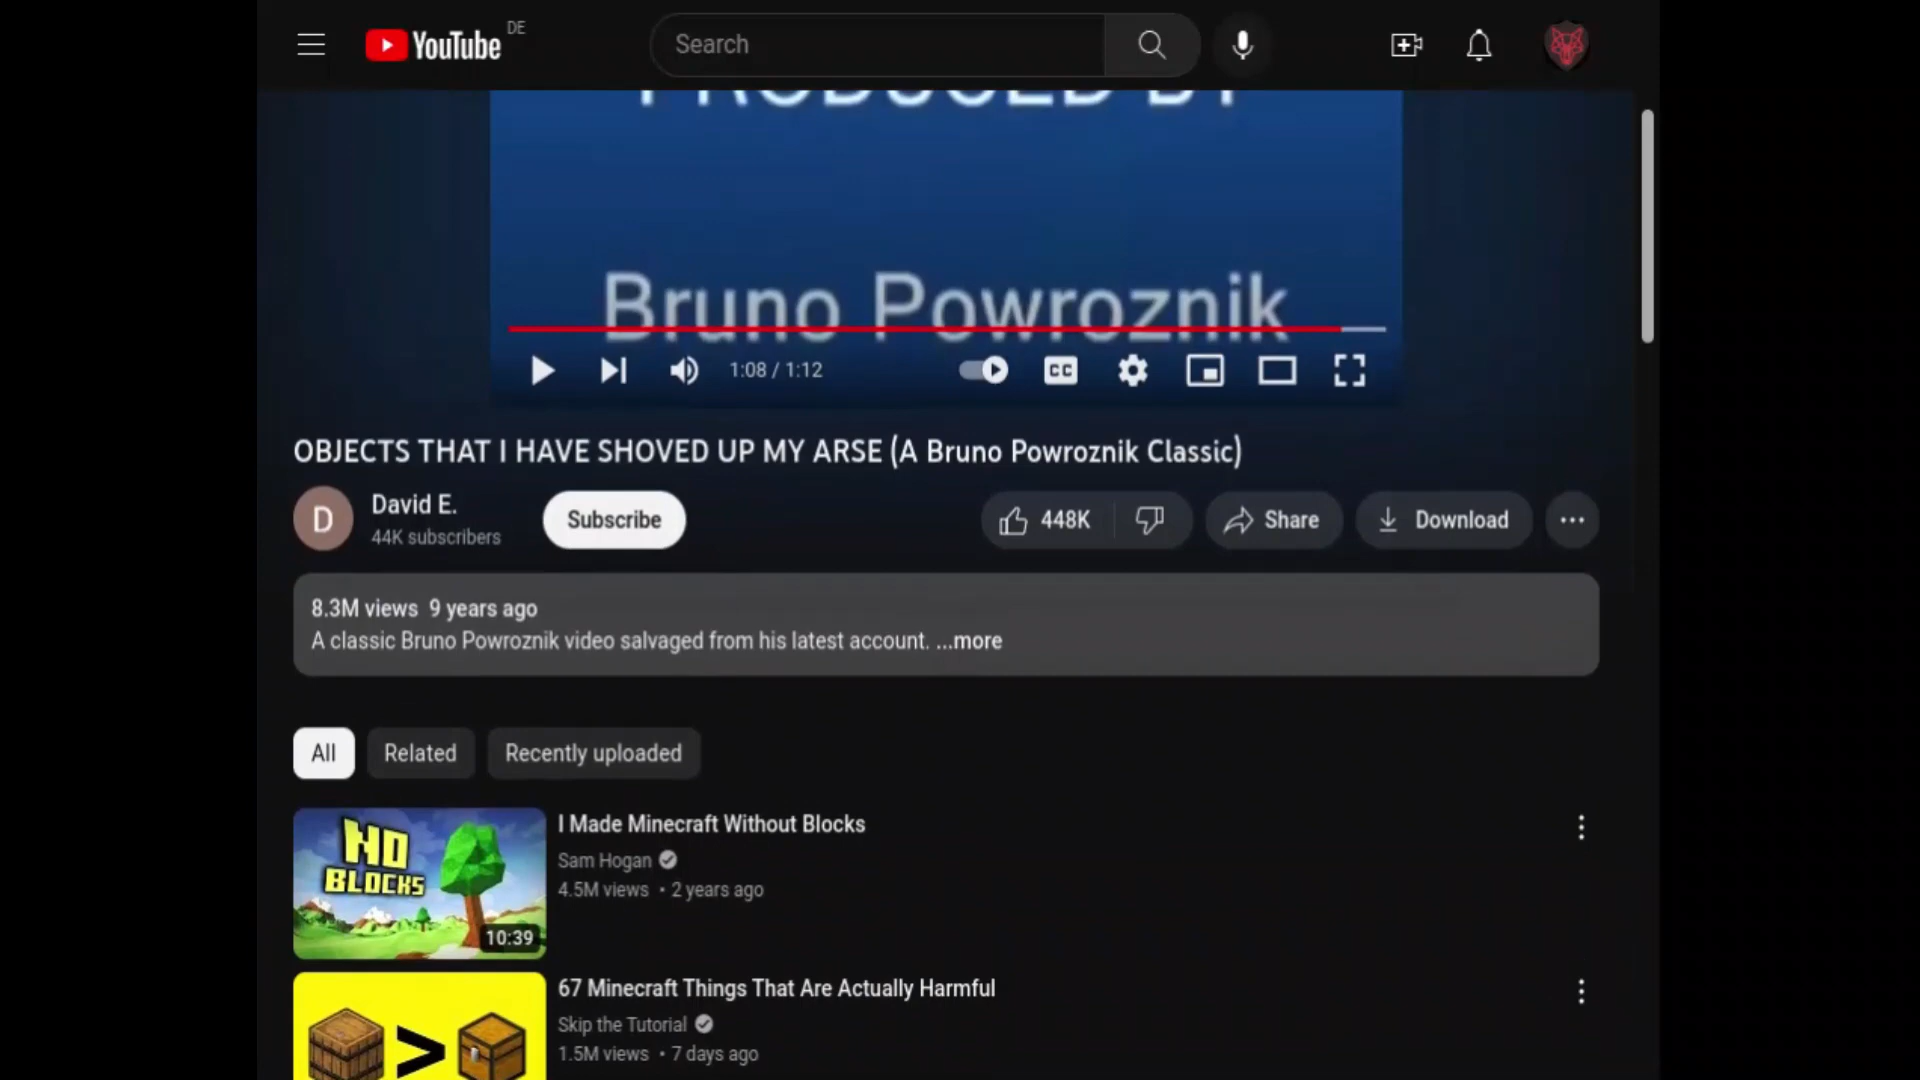 YouTube DE
Search
PRODUCED BY
Bruno Powroznik
1:08 / 1:12
CC
OBJECTS THAT I HAVE SHOVED UP MY ARSE (A Bruno Powroznik Classic)
D
David E.
44K subscribers
Subscribe
448K
Share
Download
8.3M views 9 years ago
A classic Bruno Powroznik video salvaged from his latest account. ...more
All
Related
Recently uploaded
NO
BLOCKS
10:39
I Made Minecraft Without Blocks
Sam Hogan
4.5M views • 2 years ago
>
67 Minecraft Things That Are Actually Harmful
Skip the Tutorial
1.5M views • 7 days ago